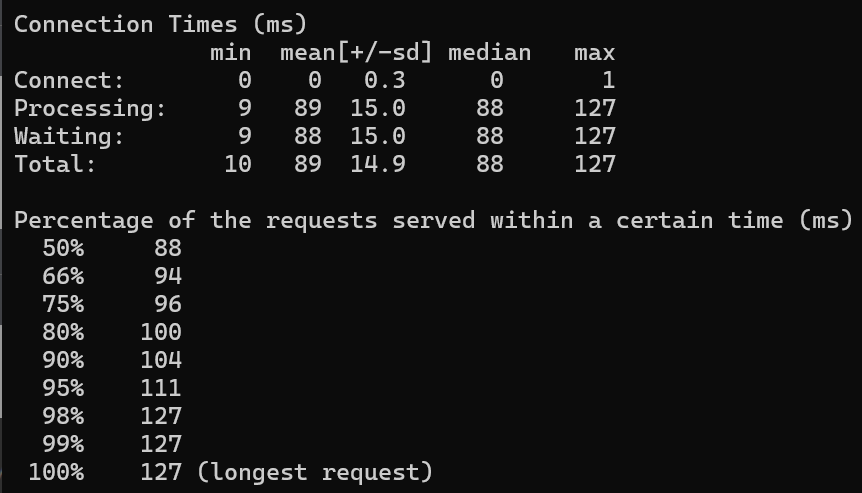 Connection Times (ms)
              min  mean[+/-sd] median   max
Connect:        0    0   0.3      0       1
Processing:     9   89  15.0     88     127
Waiting:        9   88  15.0     88     127
Total:         10   89  14.9     88     127

Percentage of the requests served within a certain time (ms)
  50%     88
  66%     94
  75%     96
  80%    100
  90%    104
  95%    111
  98%    127
  99%    127
 100%    127 (longest request)